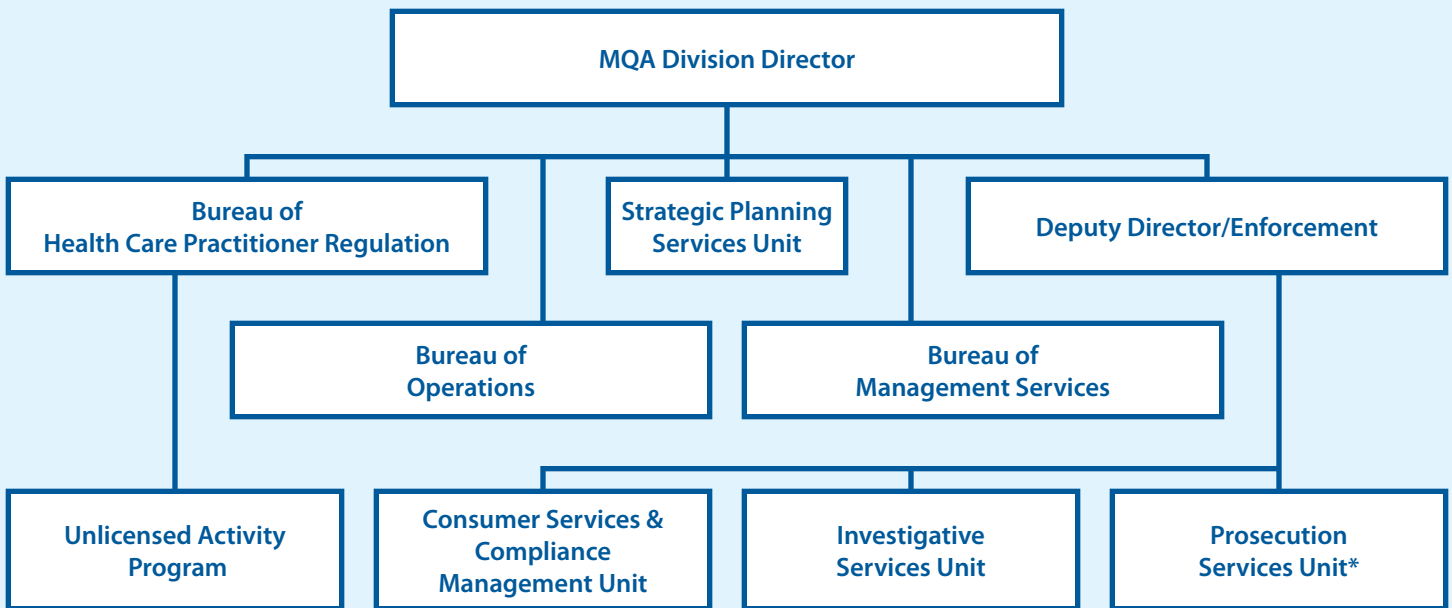 MQA Division Director
Bureau of
Health Care Practitioner Regulation
Strategic Planning
Services Unit
Deputy Director/Enforcement
Bureau of
Operations
Bureau of
Management Services
Unlicensed Activity
Program
Consumer Services &
Compliance
Management Unit
Investigative
Services Unit
Prosecution
Services Unit*